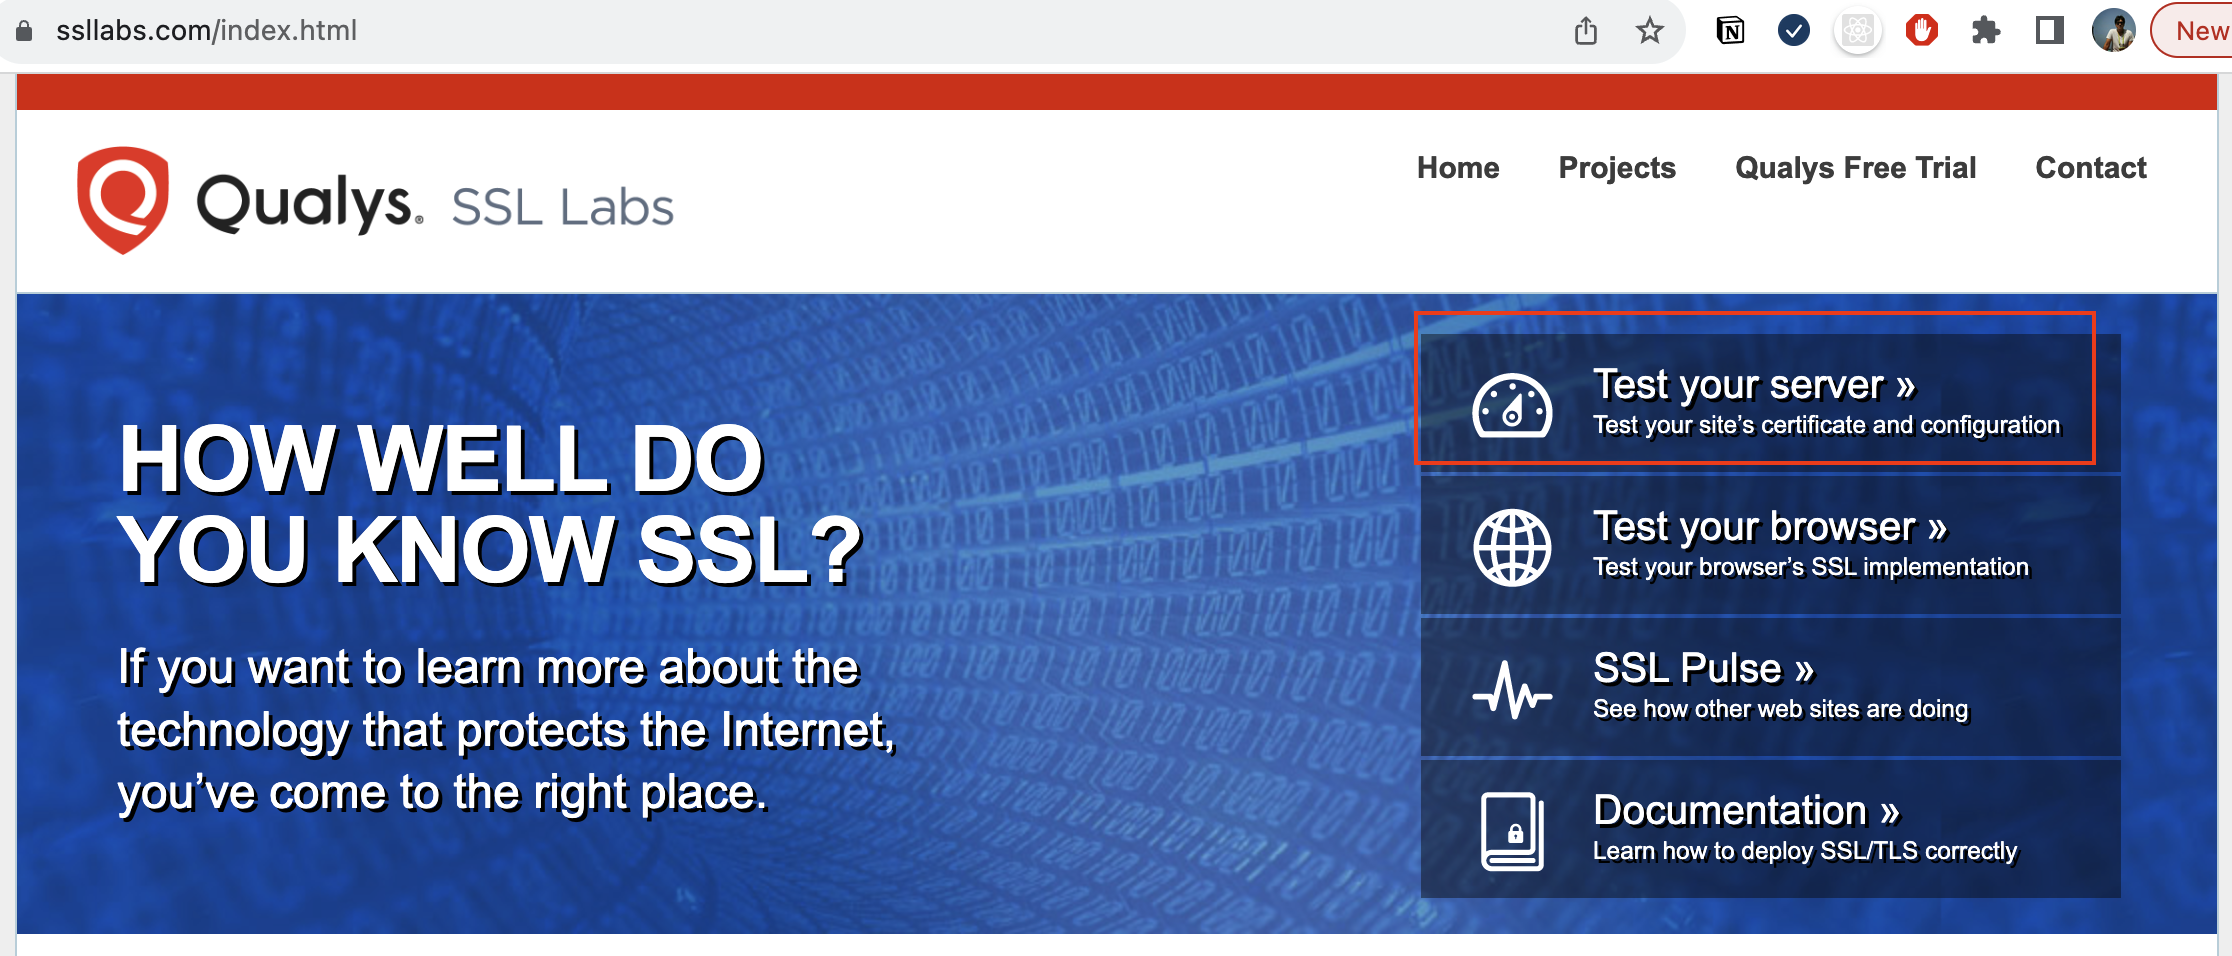 ssllabs.com/index.html
New
Qualys. SSL Labs
Home Projects Qualys Free Trial Contact
HOW WELL DO
YOU KNOW SSL?
If you want to learn more about the
technology that protects the Internet,
you’ve come to the right place.
Test your server »
Test your site’s certificate and configuration
Test your browser »
Test your browser’s SSL implementation
SSL Pulse »
See how other web sites are doing
Documentation »
Learn how to deploy SSL/TLS correctly